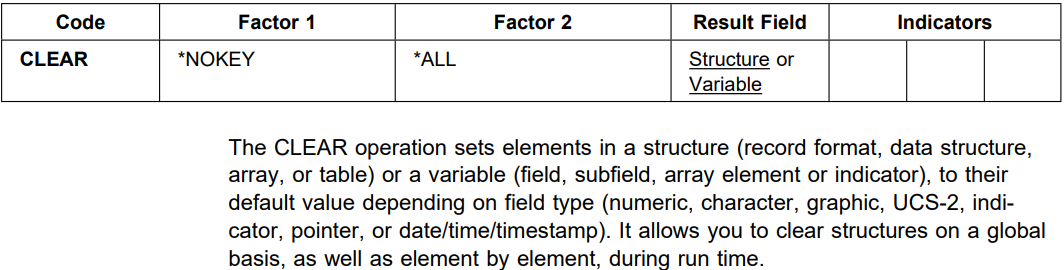 Code Factor 1 Factor 2 Result Field Indicators
CLEAR *NOKEY *ALL Structure or
Variable
The CLEAR operation sets elements in a structure (record format, data structure,
array, or table) or a variable (field, subfield, array element or indicator), to their
default value depending on field type (numeric, character, graphic, UCS-2, indi-
cator, pointer, or date/time/timestamp). It allows you to clear structures on a global
basis, as well as element by element, during run time.